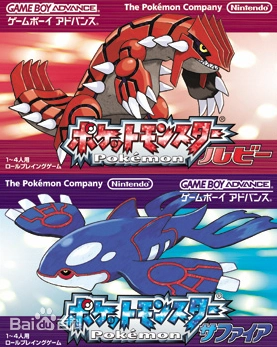 GAME BOY ADVANCE
ゲームボーイ アドバンス
The Pokémon Company Nintendo
ポケットモンスター
Pokémon
ルビー
1~4人用
ロールプレイングゲーム
The Pokémon Company Nintendo
GAME BOY ADVANCE
ゲームボーイ アドバンス
ポケットモンスター
Pokémon
サファイア
1~4人用
ロールプレイングゲーム
Bai